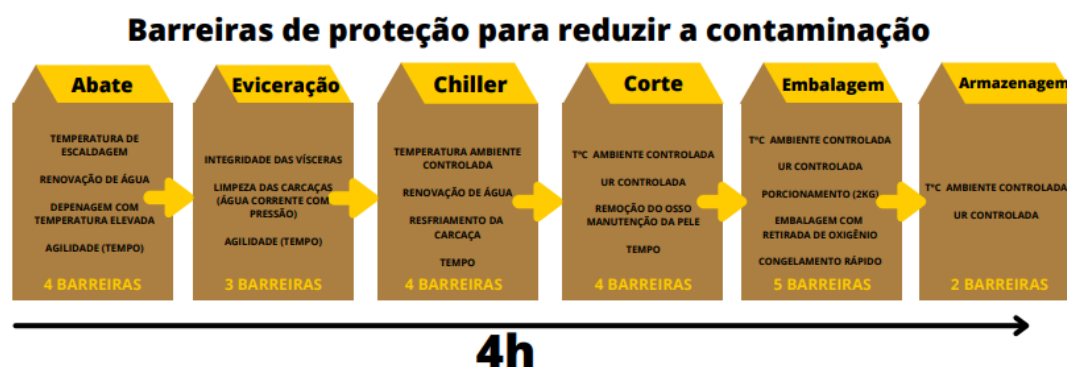 Barreiras de proteção para reduzir a contaminação
Abate
TEMPERATURA DE
ESCALDAGEM
RENOVAÇÃO DE ÁGUA
DEPENAGEM COM
TEMPERATURA ELEVADA
AGILIDADE (TEMPO)
4 BARREIRAS
Eviceração
INTEGRIDADE DAS VÍSCERAS
LIMPEZA DAS CARCAÇAS
(ÁGUA CORRENTE COM
PRESSÃO)
AGILIDADE (TEMPO)
3 BARREIRAS
Chiller
TEMPERATURA AMBIENTE
CONTROLADA
RENOVAÇÃO DE ÁGUA
RESFRIAMENTO DA
CARCAÇA
TEMPO
4 BARREIRAS
Corte
T°C AMBIENTE CONTROLADA
UR CONTROLADA
REMOÇÃO DO OSSO
MANUTENÇÃO DA PELE
TEMPO
4 BARREIRAS
Embalagem
T°C AMBIENTE CONTROLADA
UR CONTROLADA
PORCIONAMENTO (2KG)
EMBALAGEM COM
RETIRADA DE OXIGÊNIO
CONGELAMENTO RÁPIDO
5 BARREIRAS
Armazenagem
T°C AMBIENTE CONTROLADA
UR CONTROLADA
2 BARREIRAS
4h